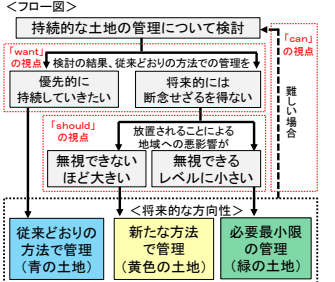 <フロー図>
持続的な土地の管理について検討
「want」
の視点
検討の結果、従来どおりの方法での管理を
「can」
の視点
優先的に
持続していきたい
将来的には
断念せざるを得ない
難しい場合
「should」
の視点
放置されることによる
地域への悪影響が
無視できない
ほど大きい
無視できる
レベルに小さい
<将来的な方向性>
従来どおりの
方法で管理
(青の土地)
新たな方法
で管理
(黄色の土地)
必要最小限
の管理
(緑の土地)